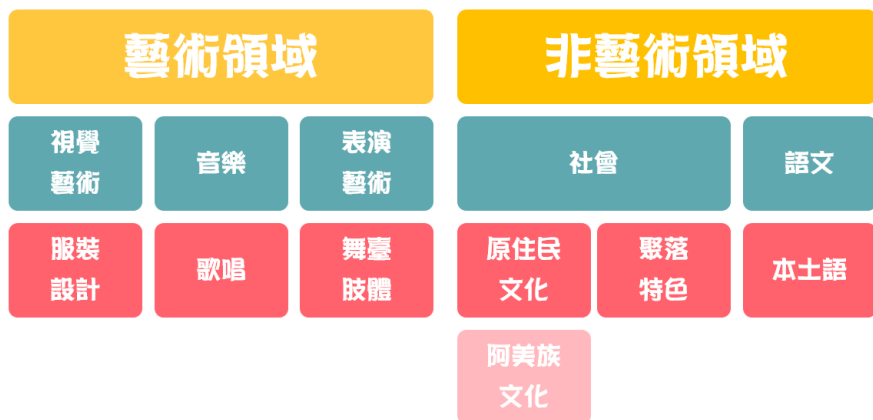 藝術領域
非藝術領域
視覺
藝術
音樂
表演
藝術
社會
語文
服裝
設計
歌唱
舞臺
肢體
原住民
文化
聚落
特色
本土語
阿美族
文化